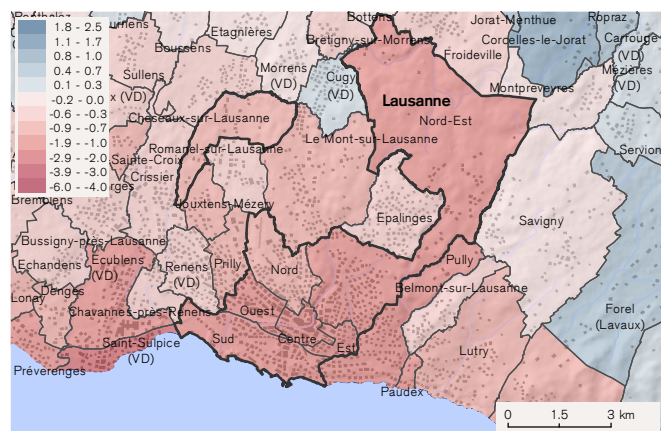 Bottens
Jorat-Menthue
Ropraz
1.8 - 2.5
1.1 - 1.7
0.8 - 1.0
0.4 - 0.7
0.1 - 0.3
-0.2 - 0.0
-0.6 - -0.3
-0.9 - -0.7
-1.9 - -1.0
-2.9 - -2.0
-3.9 - -3.0
-6.0 - -4.0
Etagnières
Bretigny-sur-Morrens
Corcelles-le-Jorat
Carrouge
(VD)
Boussens
Froideville
Sullens
Morrens
(VD)
Cugy
(VD)
Mézières
(VD)
Montpreveyres
(VD)
Lausanne
Nord-Est
Cheseaux-sur-Lausanne
Le Mont-sur-Lausanne
Romanel-sur-Lausanne
Servion
Sainte-Croix
Crissier
Jouxtens-Mézery
Epalinges
Savigny
Bussigny-près-Lausanne
Echandens
Ecublens
(VD)
Renens
(VD)
Prilly
Nord
Pully
Belmont-sur-Lausanne
Lonay
Denges
Chavannes-près-Renens
Ouest
Forel
(Lavaux)
Saint-Sulpice
(VD)
Sud
Centre
Est
Lutry
Préverenges
Paudex
0 1.5 3 km